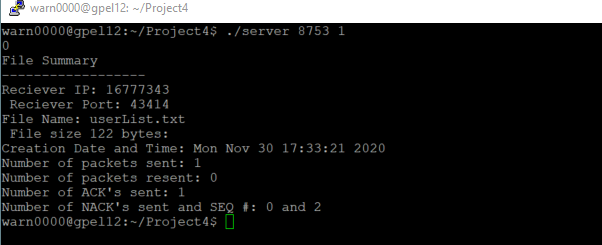 warn0000@gpel12: ~/Project4
warn0000@gpel12:~/Project4$ ./server 8753 1
0
File Summary
------------------
Reciever IP: 16777343
 Reciever Port: 43414
File Name: userList.txt
 File size 122 bytes:
Creation Date and Time: Mon Nov 30 17:33:21 2020
Number of packets sent: 1
Number of packets resent: 0
Number of ACK's sent: 1
Number of NACK's sent and SEQ #: 0 and 2
warn0000@gpel12:~/Project4$